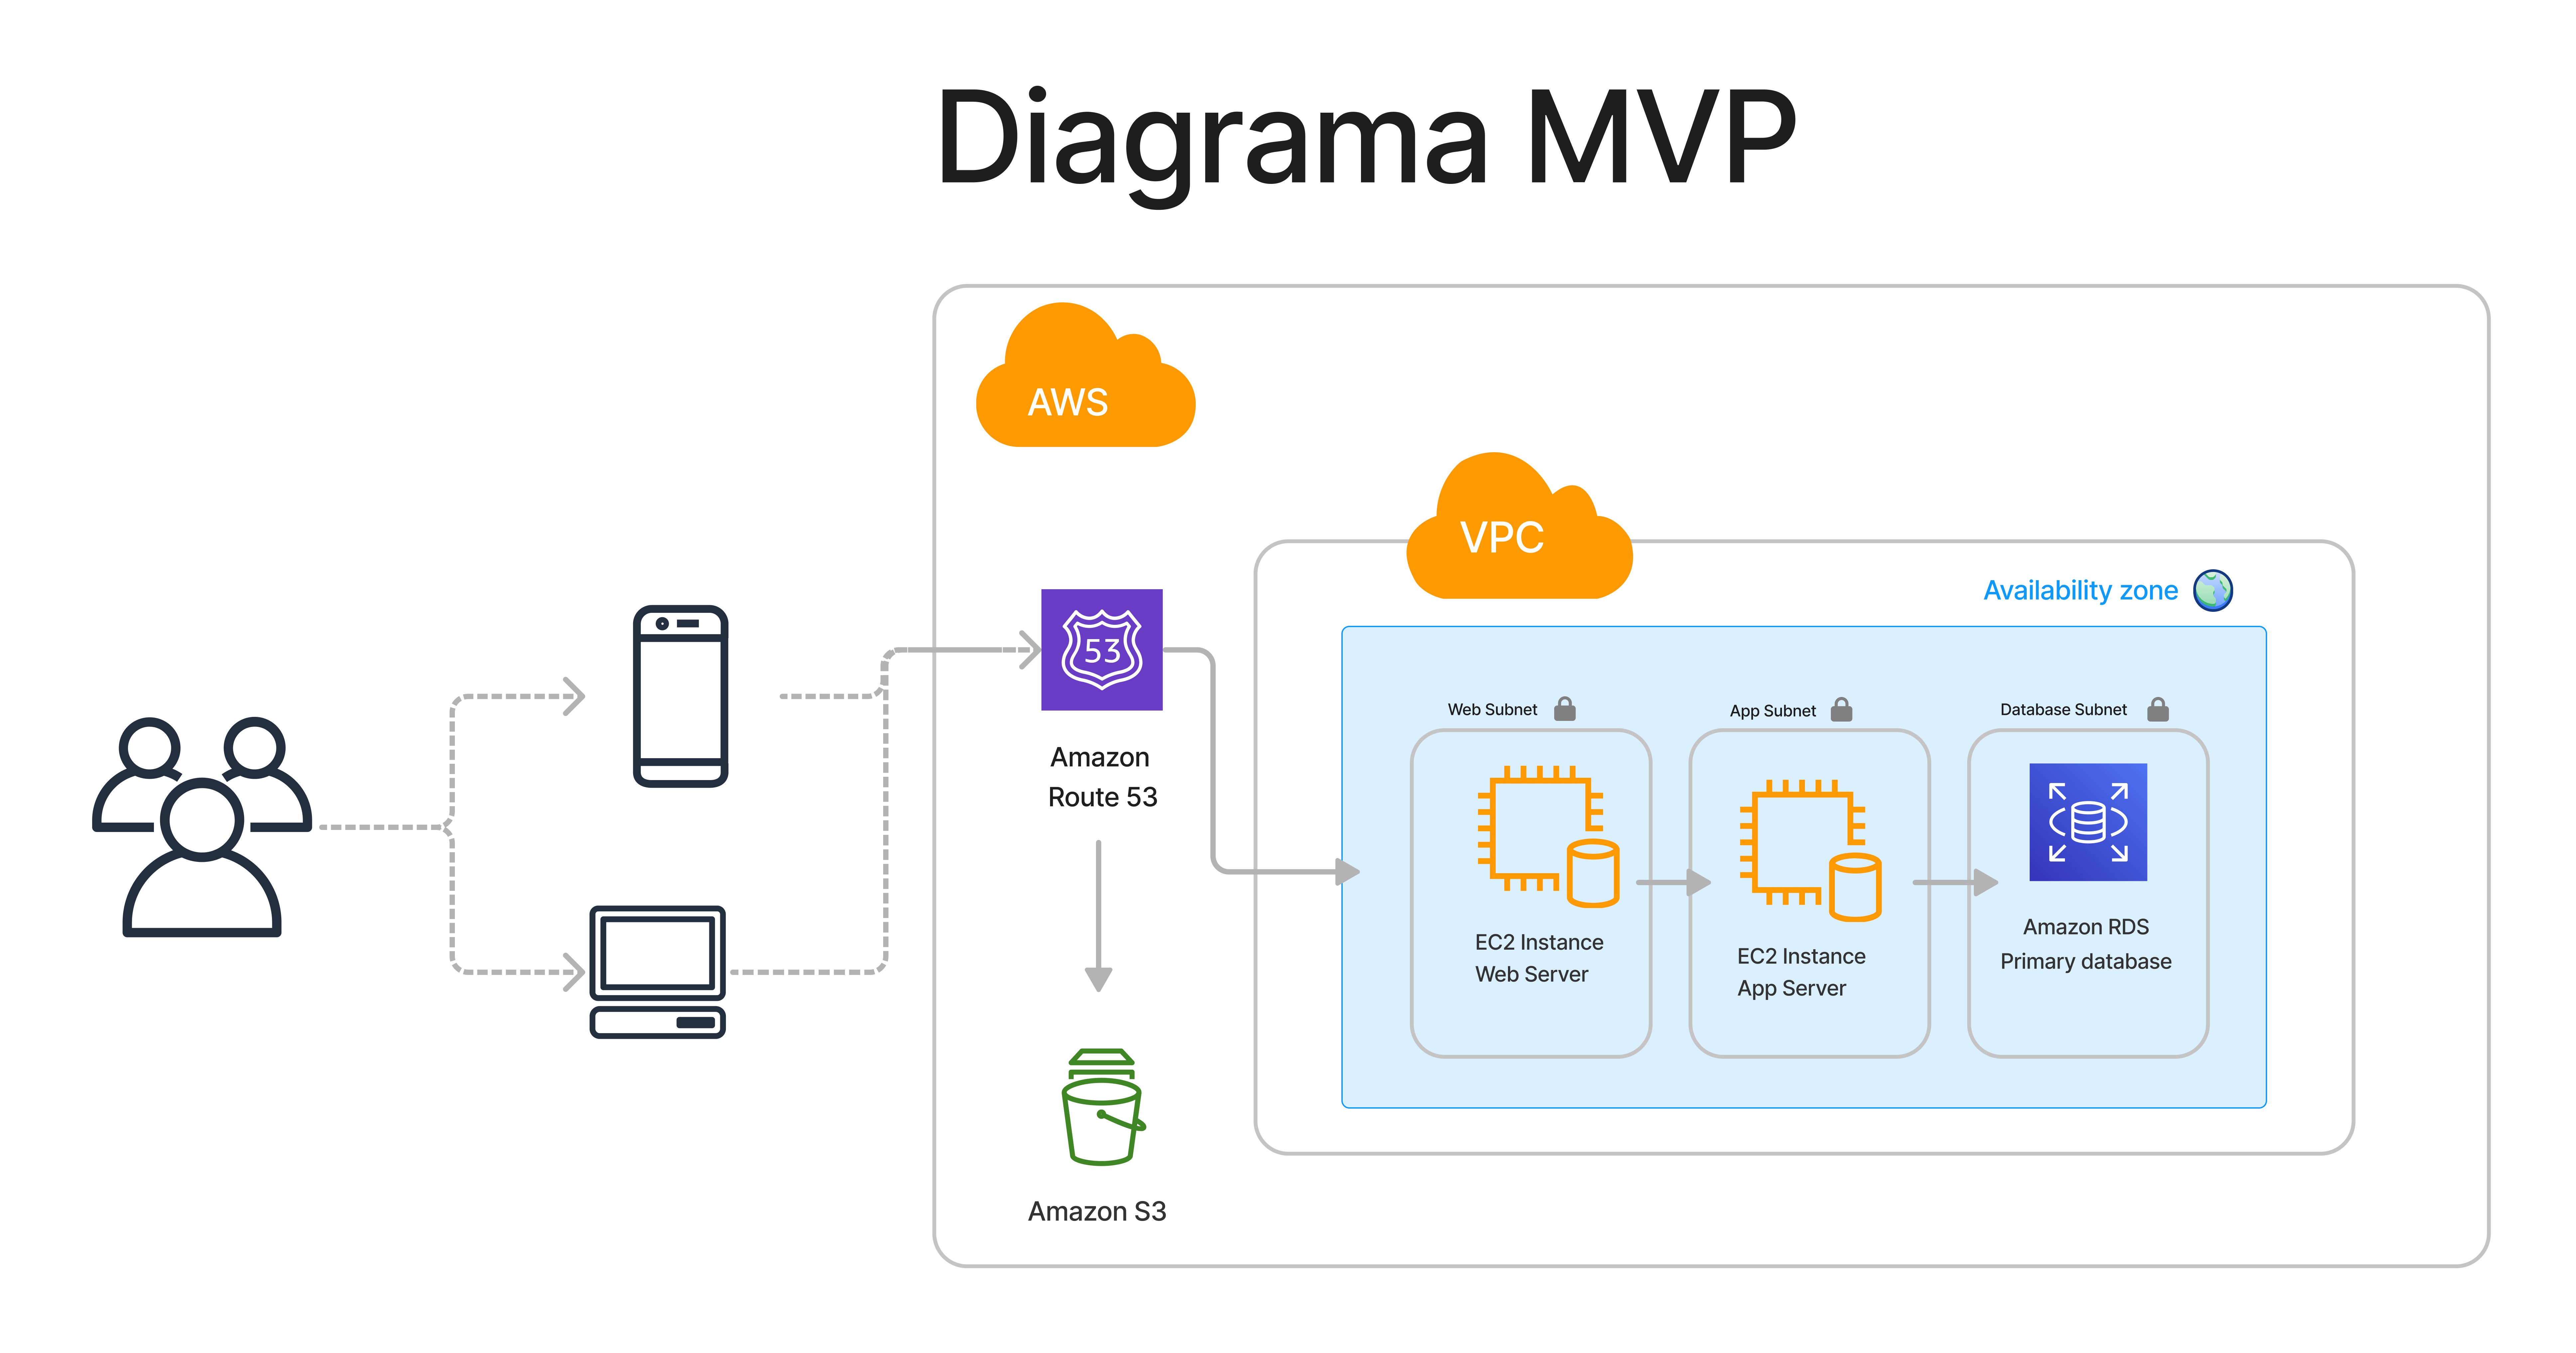 Diagrama MVP
AWS
VPC
Availability zone
53
Amazon
Route 53
Web Subnet
App Subnet
Database Subnet
EC2 Instance
Web Server
EC2 Instance
App Server
Amazon RDS
Primary database
Amazon S3